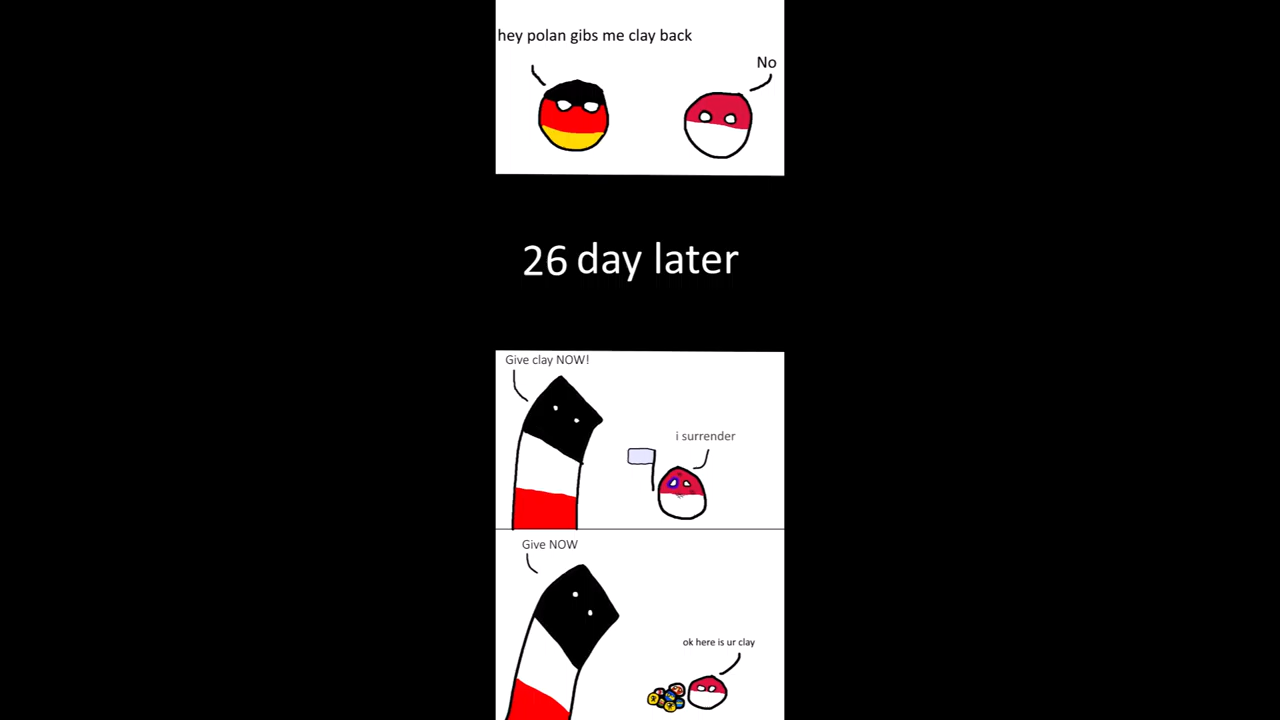 hey polan gibs me clay back
No
26 day later
Give clay NOW!
i surrender
Give NOW
ok here is ur clay